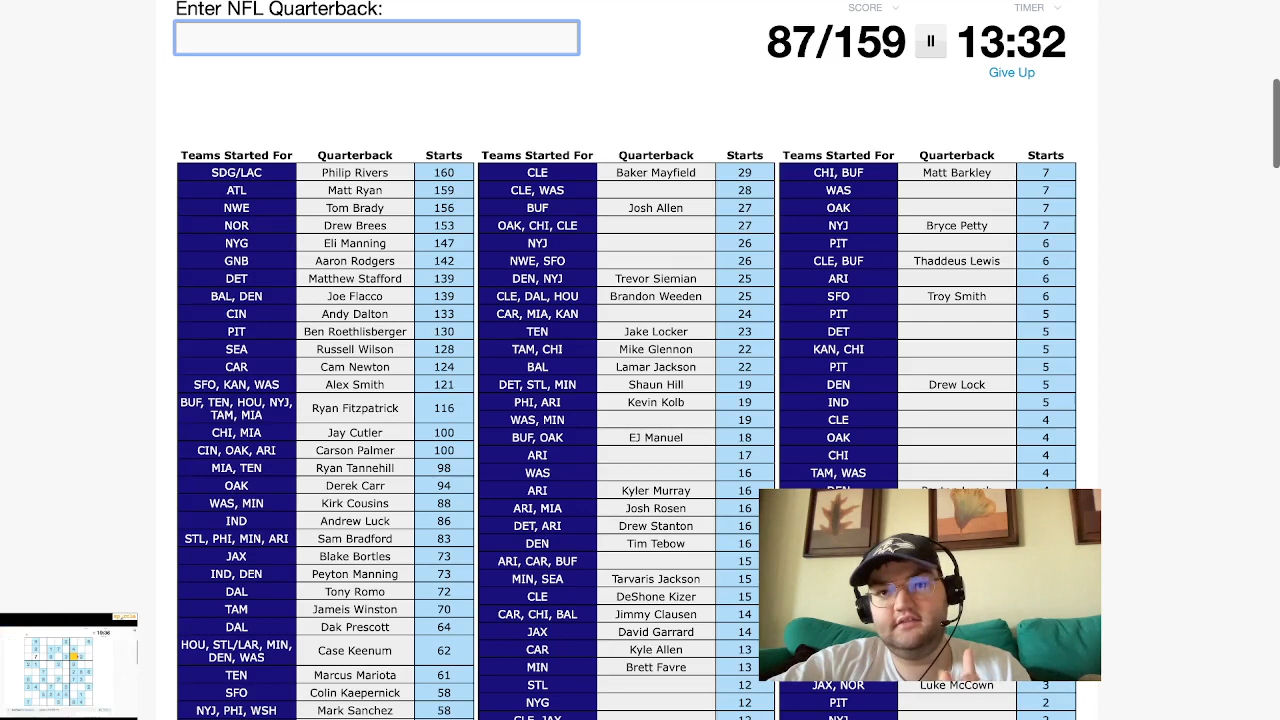 Enter NFL Quarterback:
SCORE
TIMER
87/159
13:32
Give Up
Teams Started For Quarterback Starts Teams Started For Quarterback Starts Teams Started For Quarterback Starts
SDG/LAC Philip Rivers 160 CLE Baker Mayfield 29 CHI, BUF Matt Barkley 7
ATL Matt Ryan 159 CLE, WAS 28 WAS 7
NWE Tom Brady 156 BUF Josh Allen 27 OAK 7
NOR Drew Brees 153 OAK, CHI, CLE 27 NYJ Bryce Petty 7
NYG Eli Manning 147 NYJ 26 PIT 6
GNB Aaron Rodgers 142 NWE, SFO 26 CLE, BUF Thaddeus Lewis 6
DET Matthew Stafford 139 DEN, NYJ Trevor Siemian 25 ARI 6
BAL, DEN Joe Flacco 139 CLE, DAL, HOU Brandon Weeden 25 SFO Troy Smith 6
CIN Andy Dalton 133 CAR, MIA, KAN 24 PIT 5
PIT Ben Roethlisberger 130 TEN Jake Locker 23 DET 5
SEA Russell Wilson 128 TAM, CHI Mike Glennon 22 KAN, CHI 5
CAR Cam Newton 124 BAL Lamar Jackson 22 PIT 5
SFO, KAN, WAS Alex Smith 121 DET, STL, MIN Shaun Hill 19 DEN Drew Lock 5
BUF, TEN, HOU, NYJ, TAM, MIA Ryan Fitzpatrick 116 PHI, ARI Kevin Kolb 19 IND 5
CHI, MIA Jay Cutler 100 WAS, MIN 19 CLE 4
CIN, OAK, ARI Carson Palmer 100 BUF, OAK EJ Manuel 18 OAK 4
MIA, TEN Ryan Tannehill 98 ARI 17 CHI 4
OAK Derek Carr 94 WAS 16 TAM, WAS 4
WAS, MIN Kirk Cousins 88 ARI Kyler Murray 16
IND Andrew Luck 86 ARI, MIA Josh Rosen 16
STL, PHI, MIN, ARI Sam Bradford 83 DET, ARI Drew Stanton 16
JAX Blake Bortles 73 DEN Tim Tebow 16
IND, DEN Peyton Manning 73 ARI, CAR, BUF 15
DAL Tony Romo 72 MIN, SEA Tarvaris Jackson 15
TAM Jameis Winston 70 CLE DeShone Kizer 15
DAL Dak Prescott 64 CAR, CHI, BAL Jimmy Clausen 14
HOU, STL/LAR, MIN, DEN, WAS Case Keenum 62 JAX David Garrard 14
TEN Marcus Mariota 61 CAR Kyle Allen 13
SFO Colin Kaepernick 58 MIN Brett Favre 13
NYJ, PHI, WSH Mark Sanchez 58 STL 12 JAX, NOR Luke McCown 3
NYG 12 PIT 2